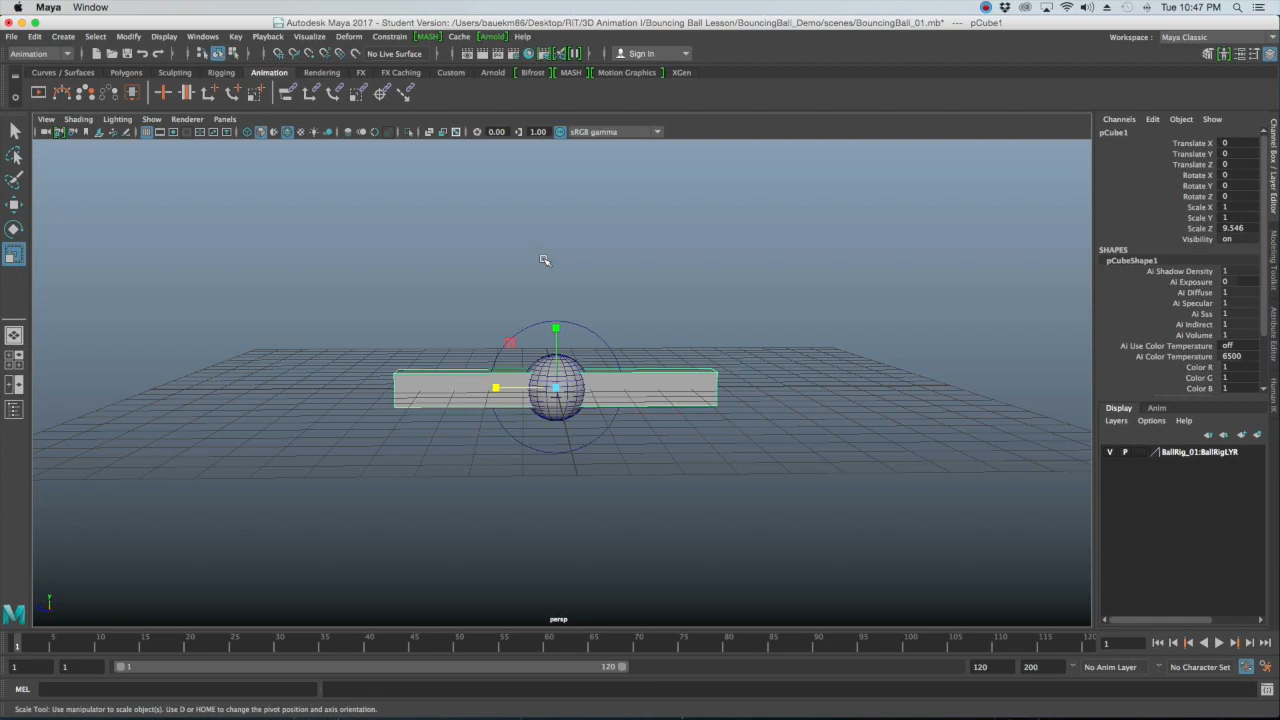 Maya Window Tue 10:47 PM
Autodesk Maya 2017 - Student Version: /Users/bauekm86/Desktop/RIT/3D Animation I/Bouncing Ball Lesson/BouncingBall_Demo/scenes/BouncingBall_01.mb* --- pCube1
File Edit Create Select Modify Display Windows Key Playback Visualize Deform Constrain [MASH] Cache [Arnold] Help Workspace : Maya Classic
Animation No Live Surface Sign In
Curves / Surfaces Polygons Sculpting Rigging Animation Rendering FX FX Caching Custom Arnold Bifrost MASH Motion Graphics XGen
View Shading Lighting Show Renderer Panels
0.00 1.00 sRGB gamma
Channels Edit Object Show
pCube1
Translate X 0
Translate Y 0
Translate Z 0
Rotate X 0
Rotate Y 0
Rotate Z 0
Scale X 1
Scale Y 1
Scale Z 9.546
Visibility on
SHAPES
pCubeShape1
Ai Shadow Density 1
Ai Exposure 0
Ai Diffuse 1
Ai Specular 1
Ai Sss 1
Ai Indirect 1
Ai Volume 1
Ai Use Color Temperature off
Ai Color Temperature 6500
Color R 1
Color G 1
Color B 1
Display Anim
Layers Options Help
V P BallRig_01:BallRigLYR
Channel Box / Layer Editor
Modeling Toolkit
Attribute Editor
Human IK
y
persp
5 10 15 20 25 30 35 40 45 50 55 60 65 70 75 80 85 90 95 100 105 110 115 120
1 1
1 1 1 120 120 200 No Anim Layer No Character Set
MEL
Scale Tool: Use manipulator to scale object(s). Use D or HOME to change the pivot position and axis orientation.